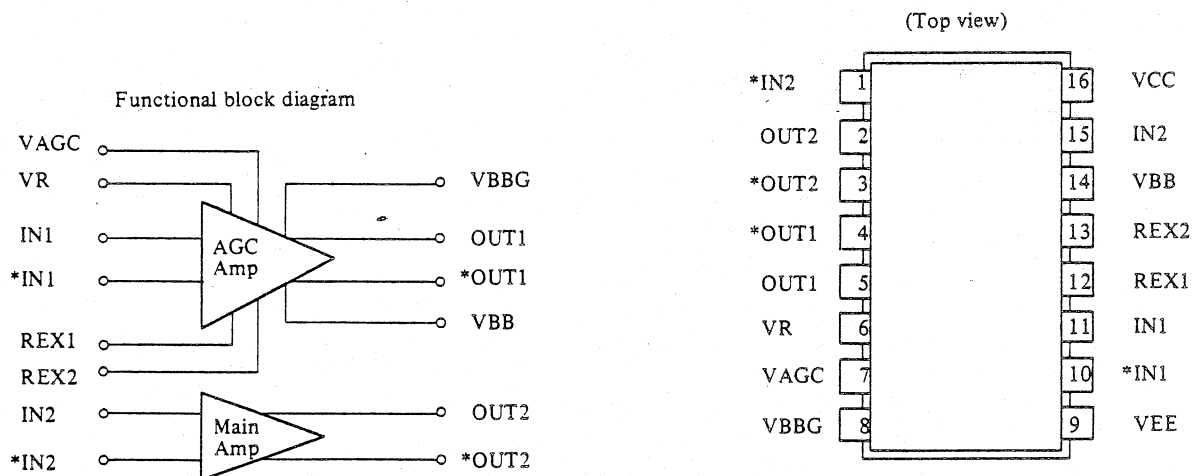 (Top view)
Functional block diagram
VAGC
VR
IN1
*IN1
REX1
REX2
IN2
*IN2
AGC
Amp
Main
Amp
VBBG
OUT1
*OUT1
VBB
OUT2
*OUT2
*IN2 1
OUT2 2
*OUT2 3
*OUT1 4
OUT1 5
VR 6
VAGC 7
VBBG 8
16 VCC
15 IN2
14 VBB
13 REX2
12 REX1
11 IN1
10 *IN1
9 VEE